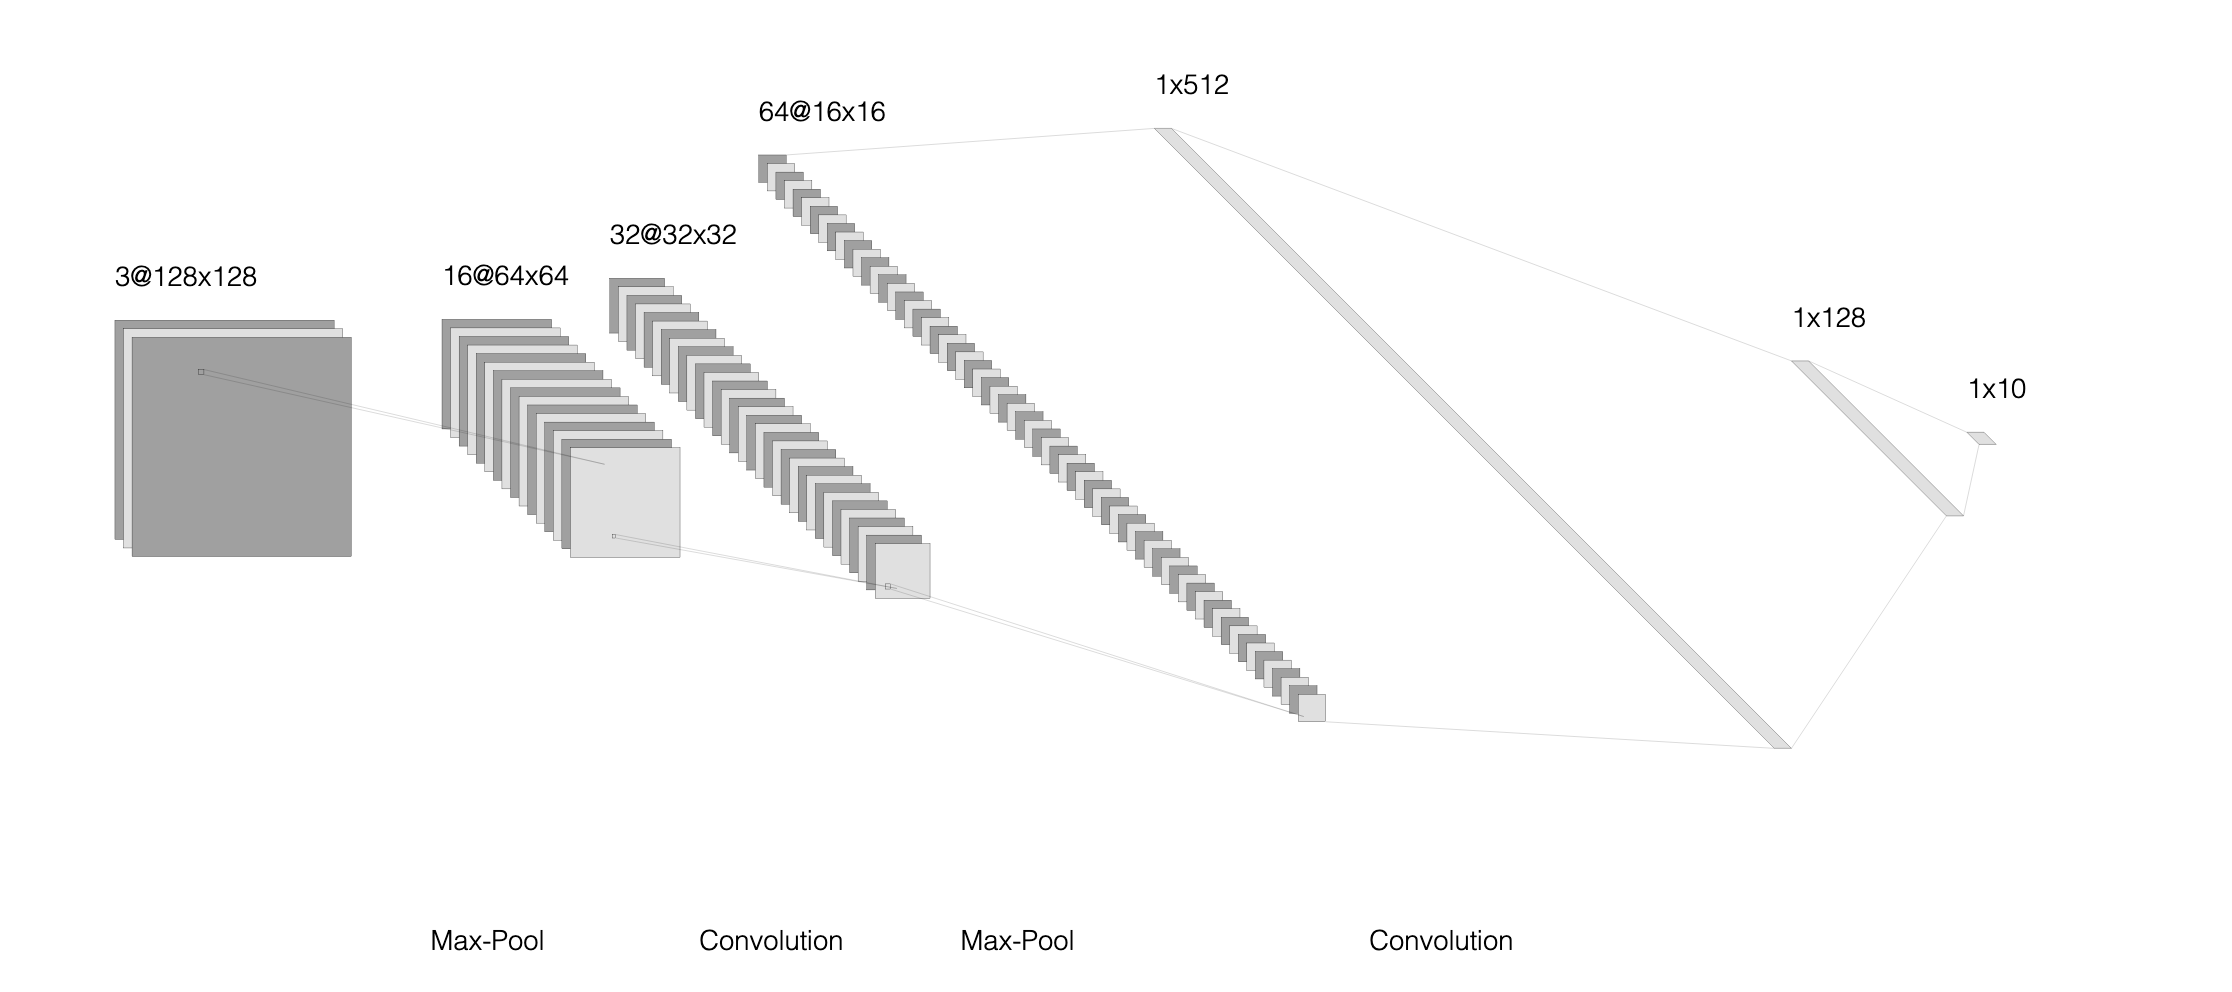 3@128x128
16@64x64
32@32x32
64@16x16
1x512
1x128
1x10
Max-Pool
Convolution
Max-Pool
Convolution